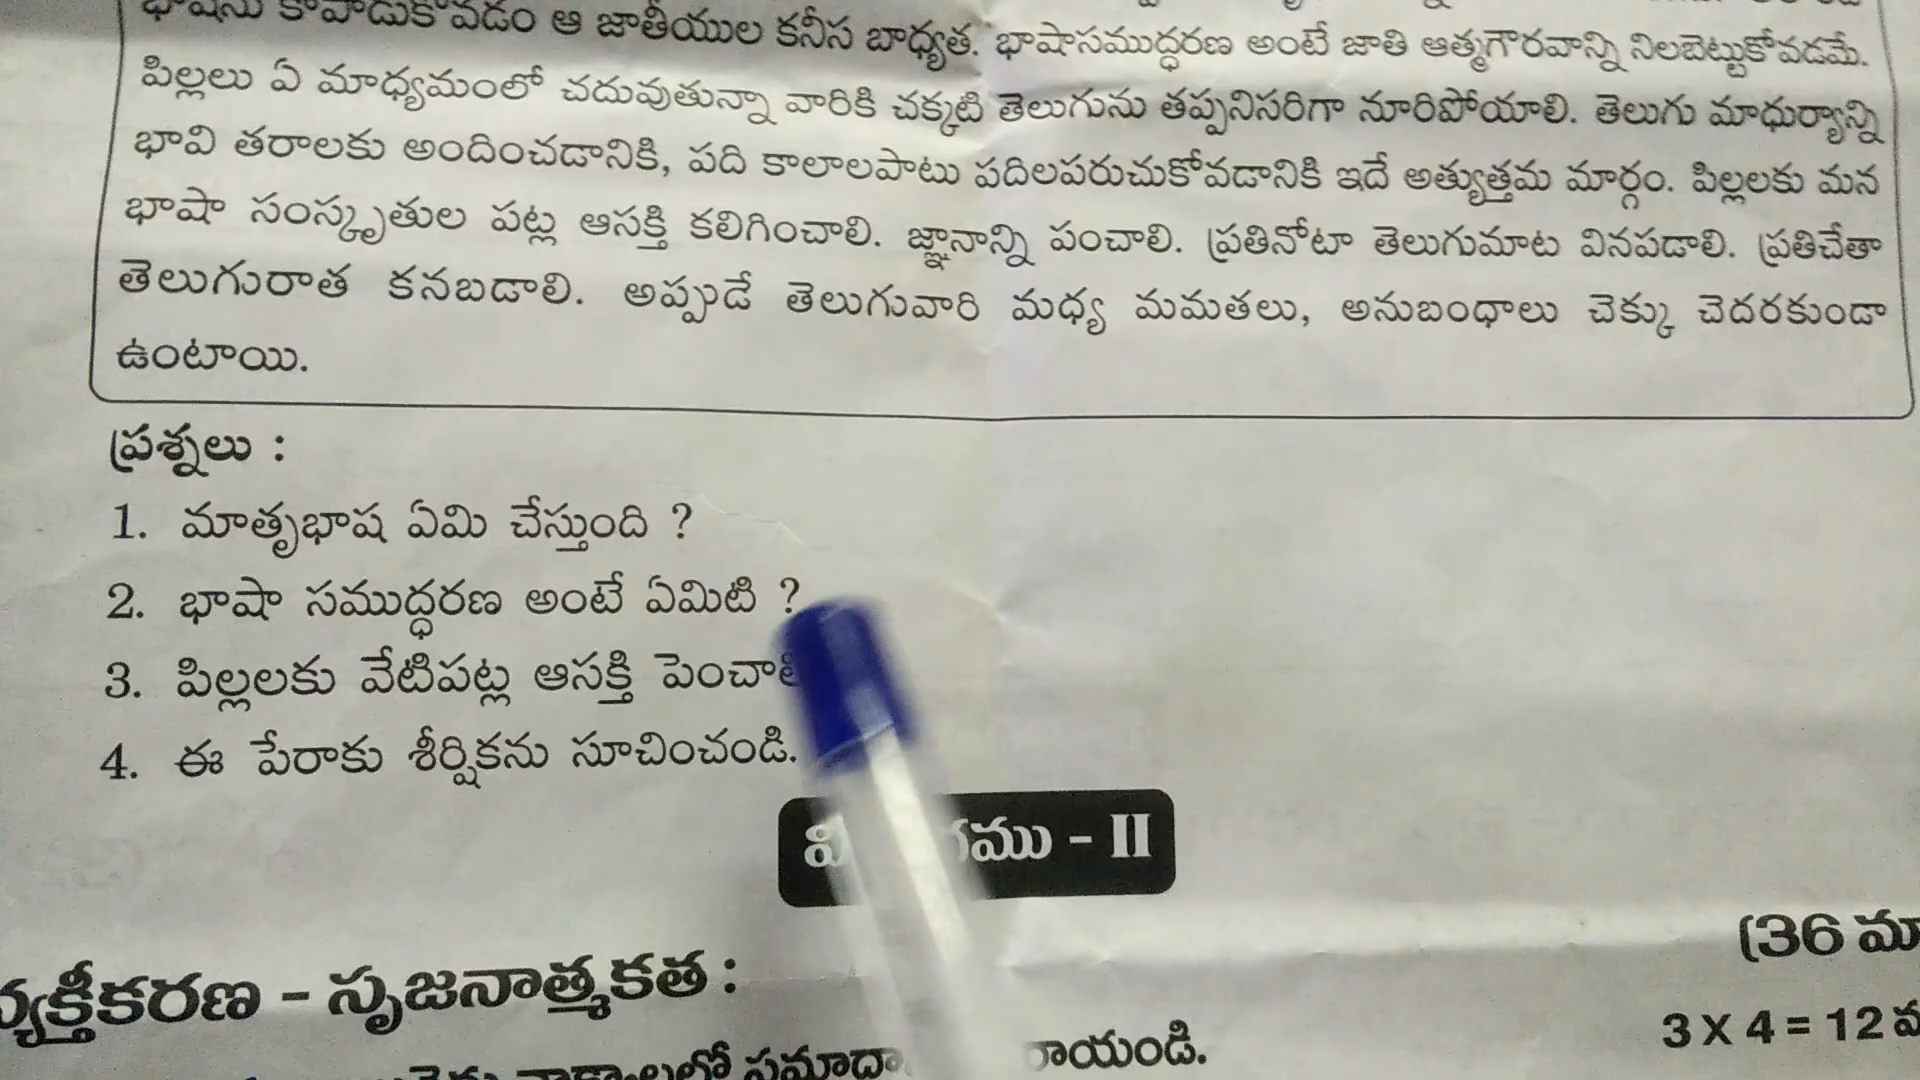 భాషను కాపాడుకోవడం ఆ జాతీయుల కనీస బాధ్యత. భాషాసముద్ధరణ అంటే జాతి ఆత్మగౌరవాన్ని నిలబెట్టుకోవడమే.
పిల్లలు ఏ మాధ్యమంలో చదువుతున్నా వారికి చక్కటి తెలుగును తప్పనిసరిగా నూరిపోయాలి. తెలుగు మాధుర్యాన్ని
భావి తరాలకు అందించడానికి, పది కాలాలపాటు పదిలపరుచుకోవడానికి ఇదే అత్యుత్తమ మార్గం. పిల్లలకు మన
భాషా సంస్కృతుల పట్ల ఆసక్తి కలిగించాలి. జ్ఞానాన్ని పంచాలి. ప్రతినోటా తెలుగుమాట వినపడాలి. ప్రతిచేతా
తెలుగురాత కనబడాలి. అప్పుడే తెలుగువారి మధ్య మమతలు, అనుబంధాలు చెక్కు చెదరకుండా
ఉంటాయి.
ప్రశ్నలు :
1. మాతృభాష ఏమి చేస్తుంది ?
2. భాషా సముద్ధరణ అంటే ఏమిటి ?
3. పిల్లలకు వేటిపట్ల ఆసక్తి
4. ఈ పేరాకు శీర్షికను సూచించండి.
- II
(36
వ్యక్తీకరణ - సృజనాత్మకత :
3 X 4 = 12
వాక్యాలలో